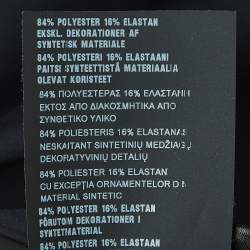 84% POLYESTER 16% ELASTAN
EKSKL. DEKORATIONER AF
SYNTETISK MATERIALE
84% POLYESTERI 16% ELASTAANI
PAITSI SYNTEETTISTÄ MATERIAALIA
OLEVAT KORISTEET
84% ΠΟΛΥΕΣΤΕΡΑΣ 16% ΕΛΑΣΤΑΝΗ
ΕΚΤΟΣ ΑΠΟ ΔΙΑΚΟΣΜΗΤΙΚΑ ΑΠΟ
ΣΥΝΘΕΤΙΚΟ ΥΛΙΚΟ
84% POLIESTERIS 16% ELASTANAS
NESKAITANT SINTETINIŲ MEDŽIAGŲ
DEKORATYVINIŲ DETALIŲ
84% POLIESTER 16% ELASTAN
CU EXCEPȚIA ORNAMENTELOR DIN
MATERIAL SINTETIC
84% POLYESTER 16% ELASTAN
FÖRUTOM DEKORATIONER I
SYNTETMATERIAL
84% POLYESTER 16% ELASTAN